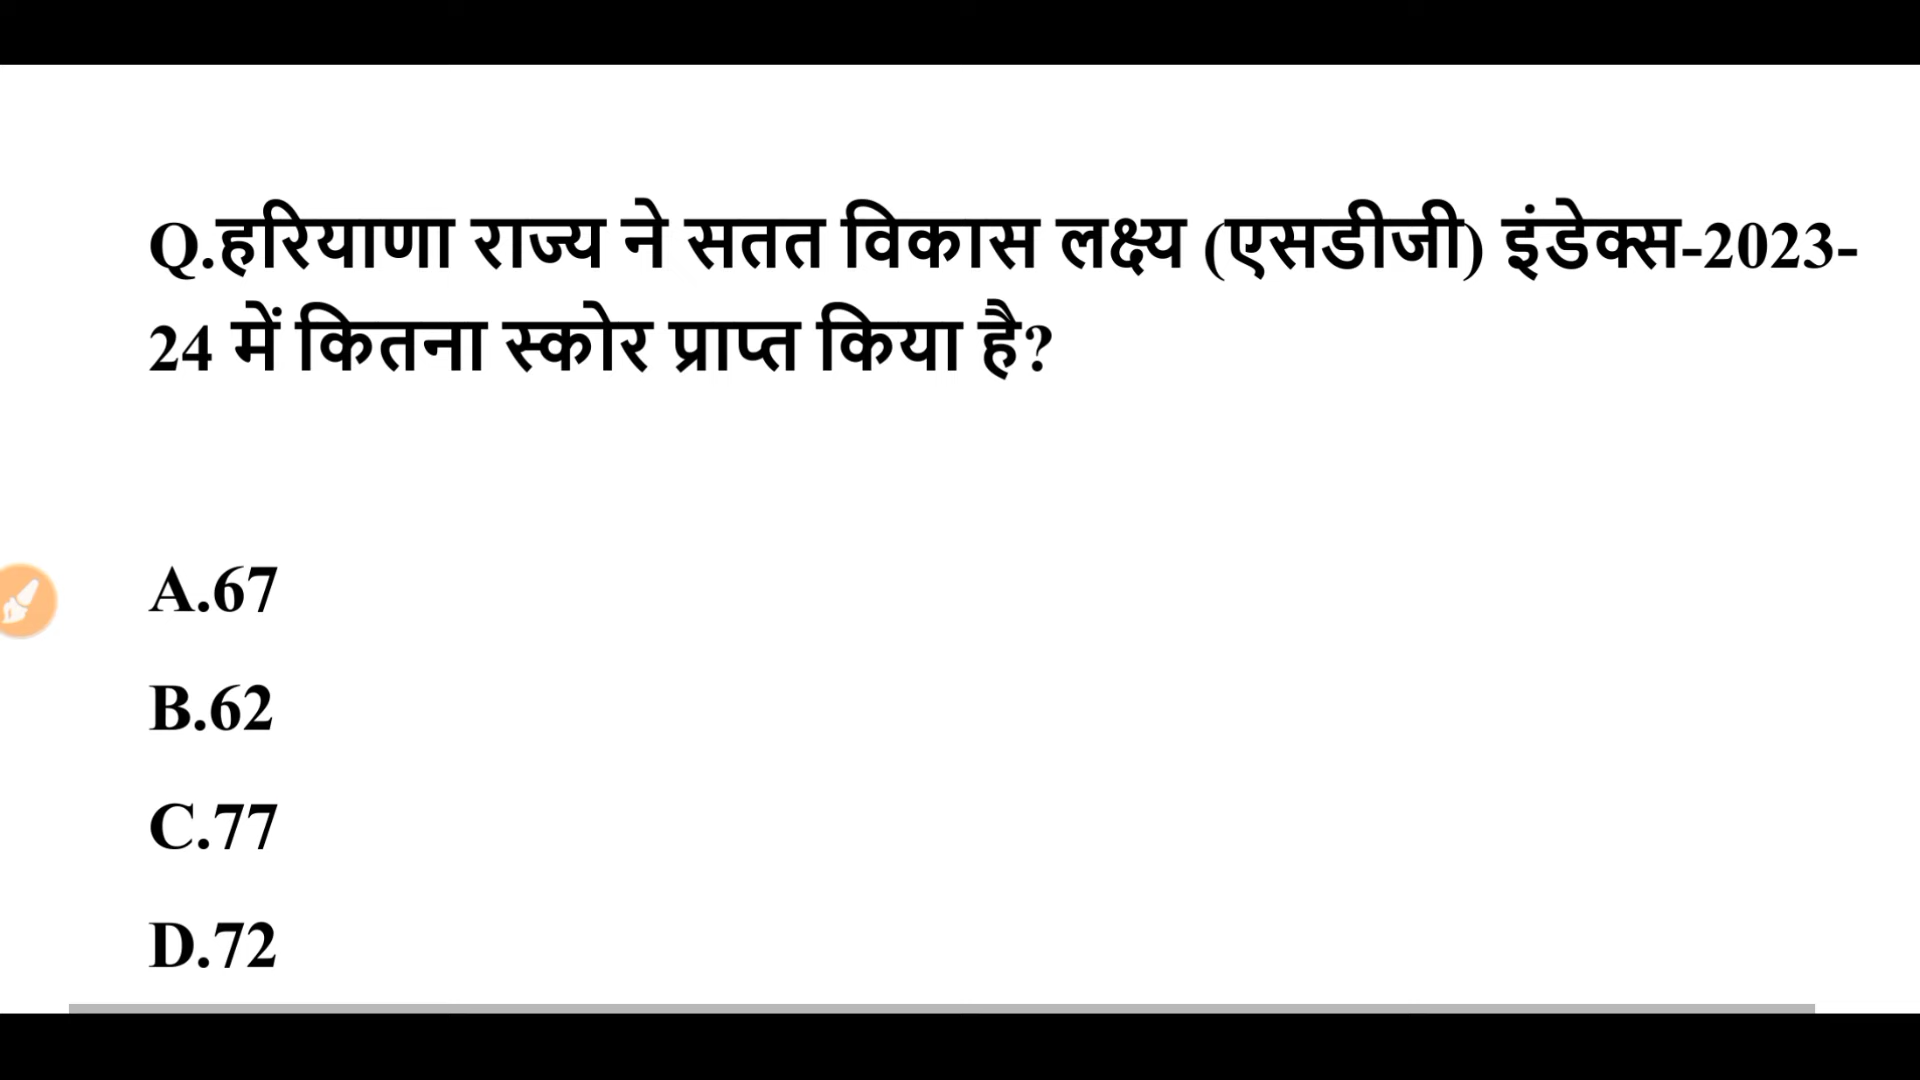 Q.हरियाणा राज्य ने सतत विकास लक्ष्य (एसडीजी) इंडेक्स-2023-
24 में कितना स्कोर प्राप्त किया है?
A.67
B.62
C.77
D.72